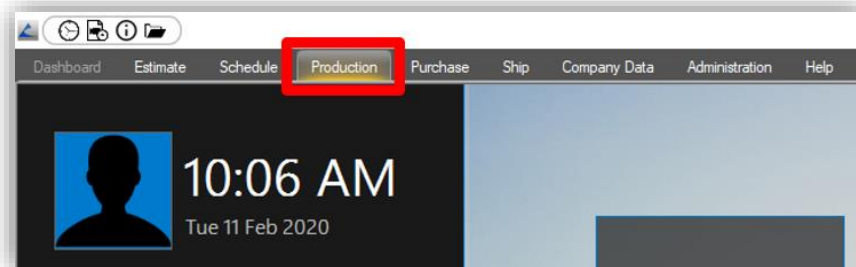 Dashboard Estimate Schedule Production Purchase Ship Company Data Administration Help
10:06 AM
Tue 11 Feb 2020